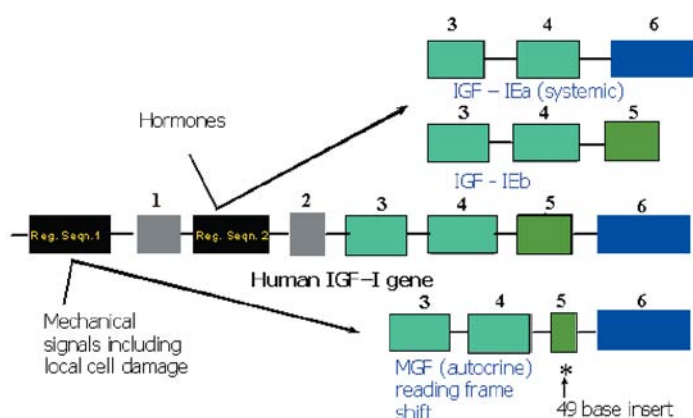 3 4 6
IGF – IEa (systemic)
Hormones
3 4 5
IGF – IEb
1 2 3 4 5 6
Reg. Seqn.1 Reg. Seqn. 2
Human IGF–I gene
3 4 5 6
Mechanical
signals including
local cell damage
MGF (autocrine)
reading frame
shift
*
49 base insert